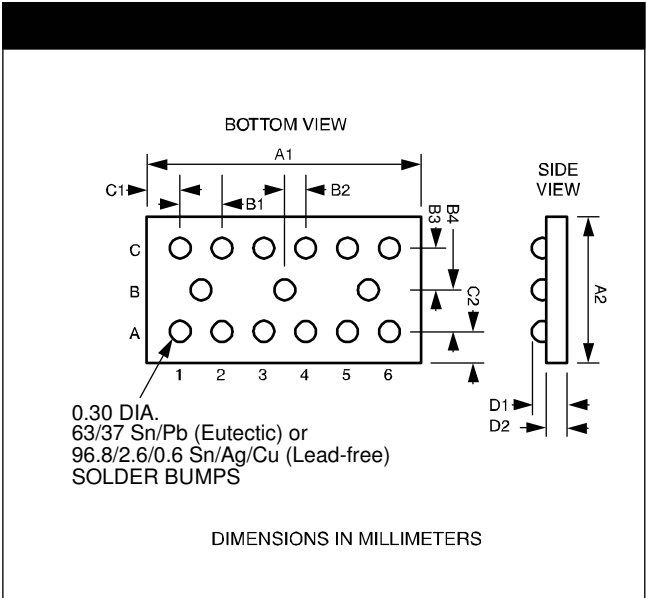 BOTTOM VIEW
A1
SIDE
VIEW
C1
B1
B2
B3
B4
C
B
A
C2
A2
1 2 3 4 5 6
D1
D2
0.30 DIA.
63/37 Sn/Pb (Eutectic) or
96.8/2.6/0.6 Sn/Ag/Cu (Lead-free)
SOLDER BUMPS
DIMENSIONS IN MILLIMETERS